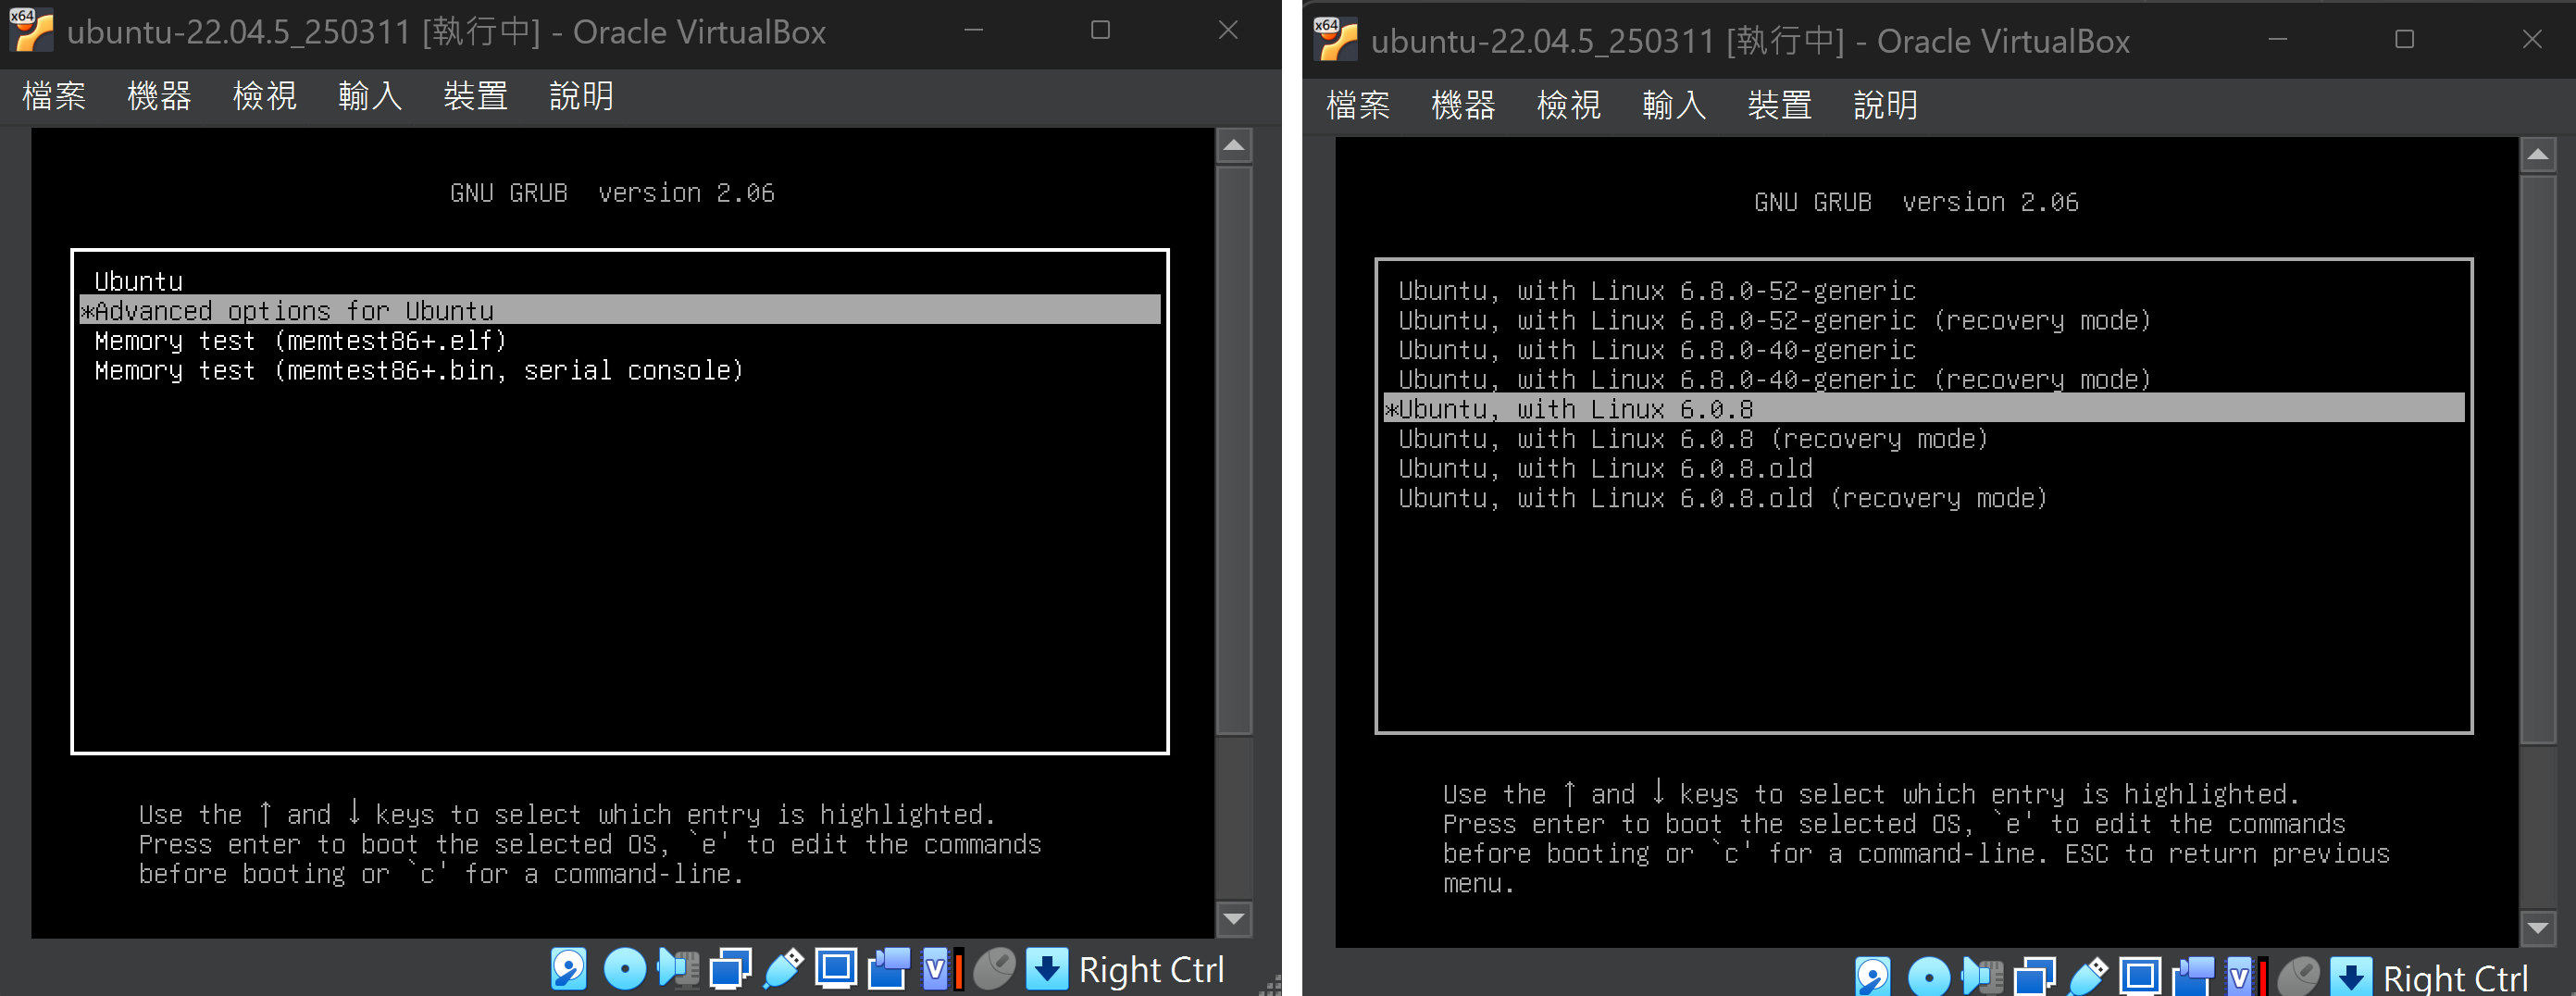 x64
ubuntu-22.04.5_250311 [執行中] - Oracle VirtualBox
檔案 機器 檢視 輸入 裝置 說明
GNU GRUB version 2.06
Ubuntu
*Advanced options for Ubuntu
Memory test (memtest86+.elf)
Memory test (memtest86+.bin, serial console)
Use the ↑ and ↓ keys to select which entry is highlighted.
Press enter to boot the selected OS, `e' to edit the commands
before booting or `c' for a command-line.
V
Right Ctrl
x64
ubuntu-22.04.5_250311 [執行中] - Oracle VirtualBox
檔案 機器 檢視 輸入 裝置 說明
GNU GRUB version 2.06
Ubuntu, with Linux 6.8.0-52-generic
Ubuntu, with Linux 6.8.0-52-generic (recovery mode)
Ubuntu, with Linux 6.8.0-40-generic
Ubuntu, with Linux 6.8.0-40-generic (recovery mode)
*Ubuntu, with Linux 6.0.8
Ubuntu, with Linux 6.0.8 (recovery mode)
Ubuntu, with Linux 6.0.8.old
Ubuntu, with Linux 6.0.8.old (recovery mode)
Use the ↑ and ↓ keys to select which entry is highlighted.
Press enter to boot the selected OS, `e' to edit the commands
before booting or `c' for a command-line. ESC to return previous
menu.
V
Right Ctrl